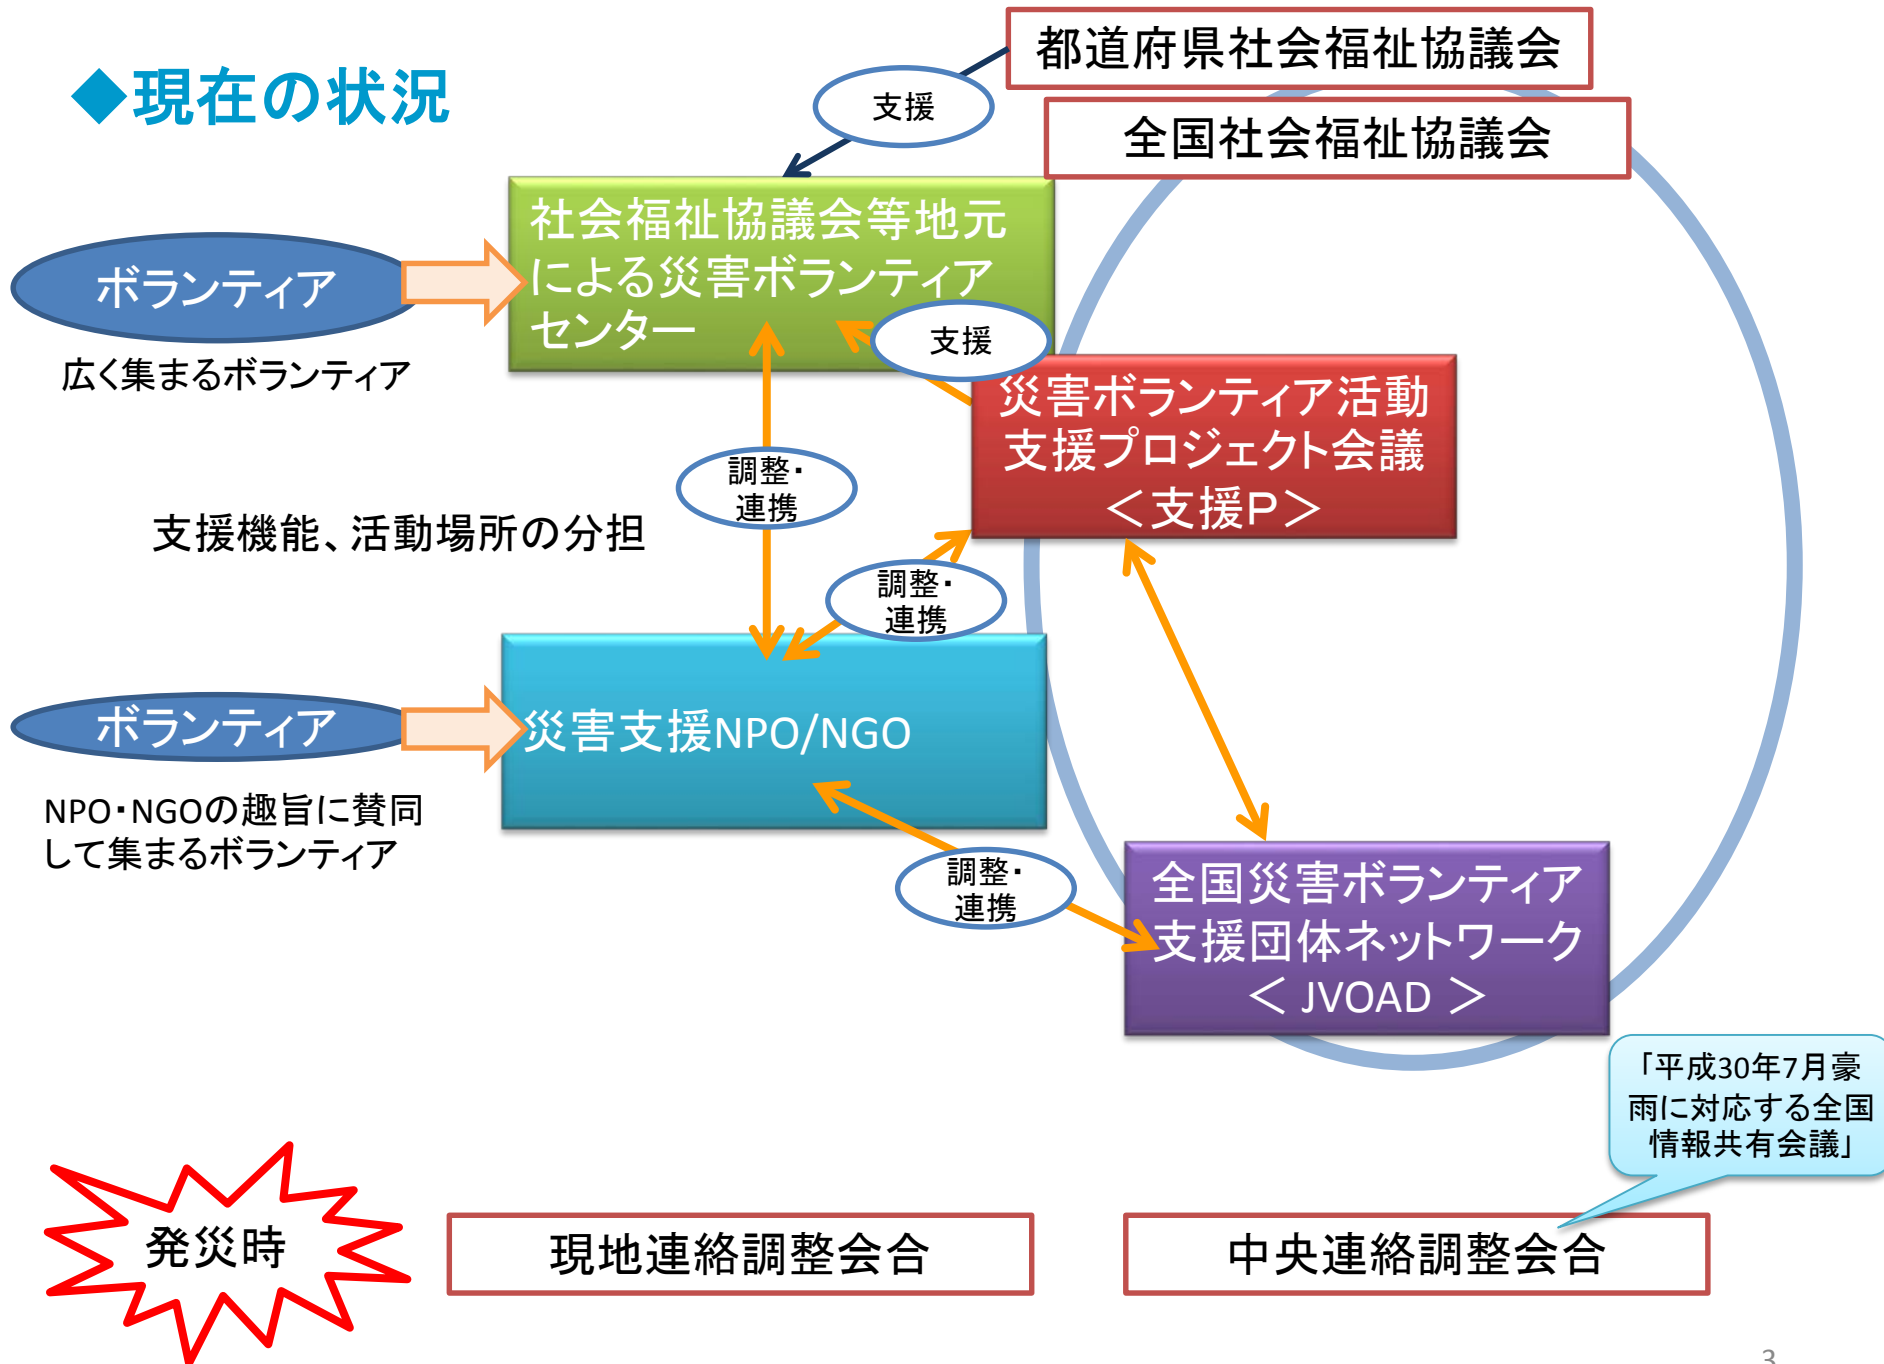 ◆現在の状況
都道府県社会福祉協議会
全国社会福祉協議会
支援
社会福祉協議会等地元
による災害ボランティア
センター
ボランティア
広く集まるボランティア
支援
災害ボランティア活動
支援プロジェクト会議
＜支援P＞
調整・
連携
支援機能、活動場所の分担
調整・
連携
災害支援NPO/NGO
ボランティア
NPO・NGOの趣旨に賛同
して集まるボランティア
調整・
連携
全国災害ボランティア
支援団体ネットワーク
＜ JVOAD ＞
「平成30年7月豪
雨に対応する全国
情報共有会議」
発災時
現地連絡調整会合
中央連絡調整会合
3